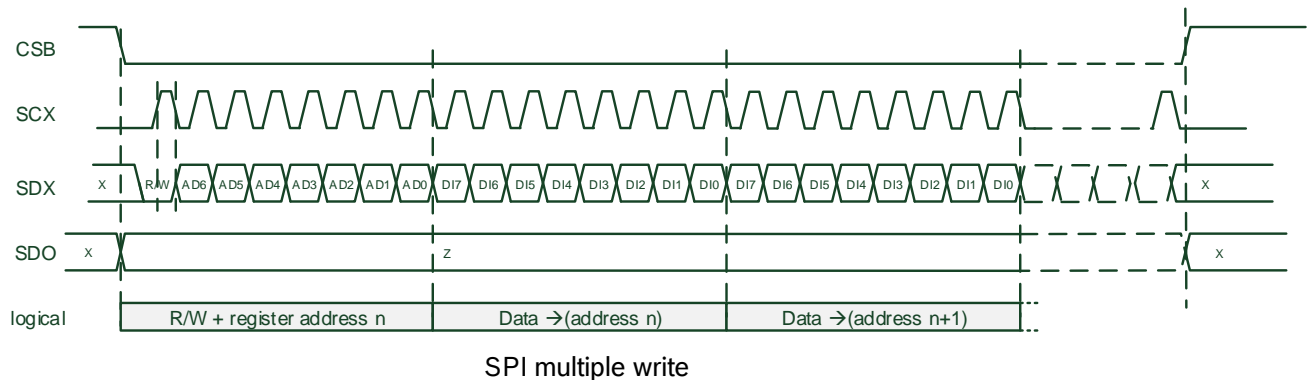 CSB
SCX
SDX X R/W AD6 AD5 AD4 AD3 AD2 AD1 AD0 DI7 DI6 DI5 DI4 DI3 DI2 DI1 DI0 DI7 DI6 DI5 DI4 DI3 DI2 DI1 DI0 X
SDO X Z X
logical R/W + register address n Data →(address n) Data →(address n+1)
SPI multiple write